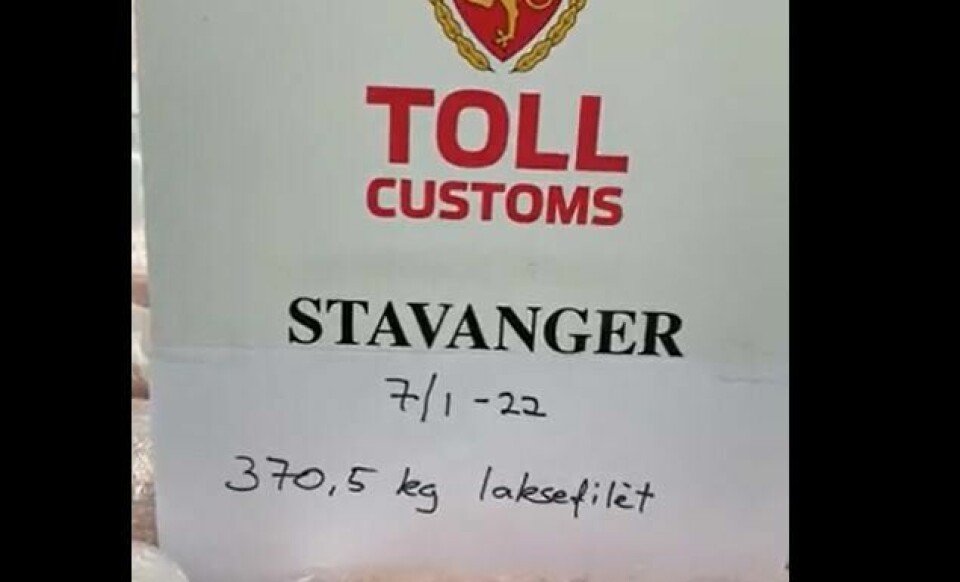 TOLL
CUSTOMS
STAVANGER
7/1-22
370,5 kg laksefilèt